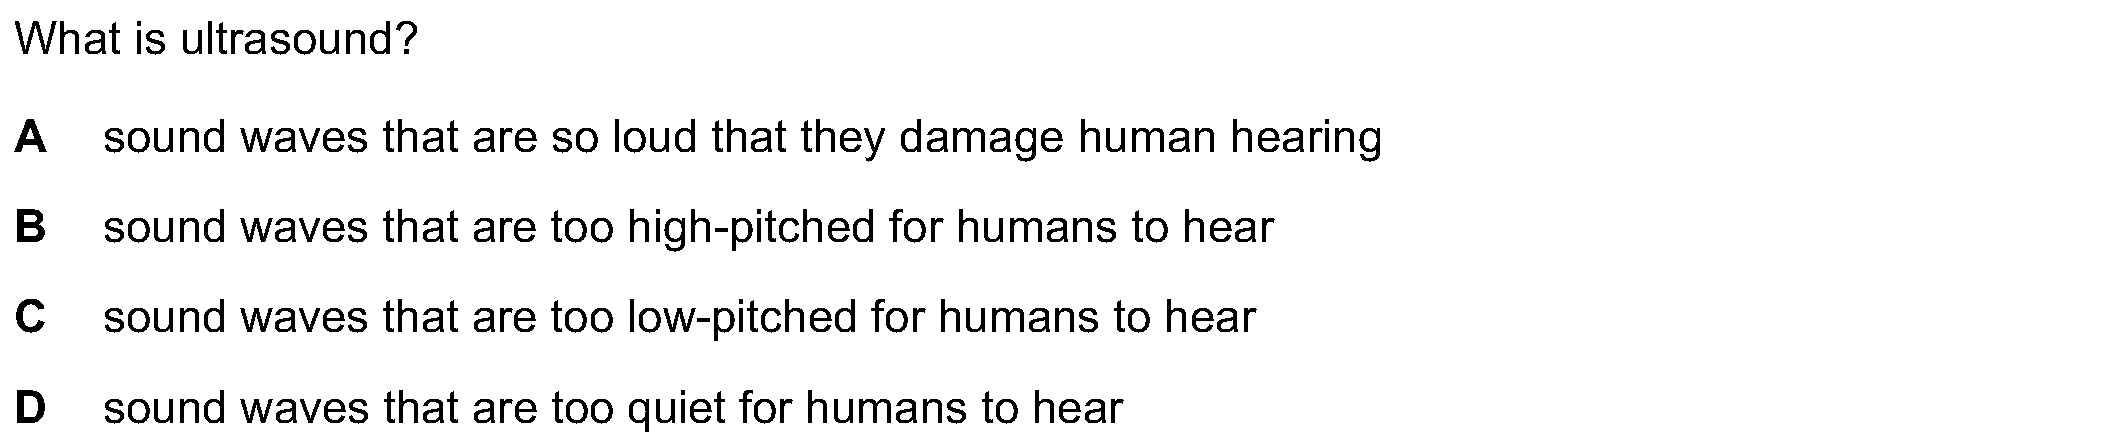 What is ultrasound?
A sound waves that are so loud that they damage human hearing
B sound waves that are too high-pitched for humans to hear
C sound waves that are too low-pitched for humans to hear
D sound waves that are too quiet for humans to hear